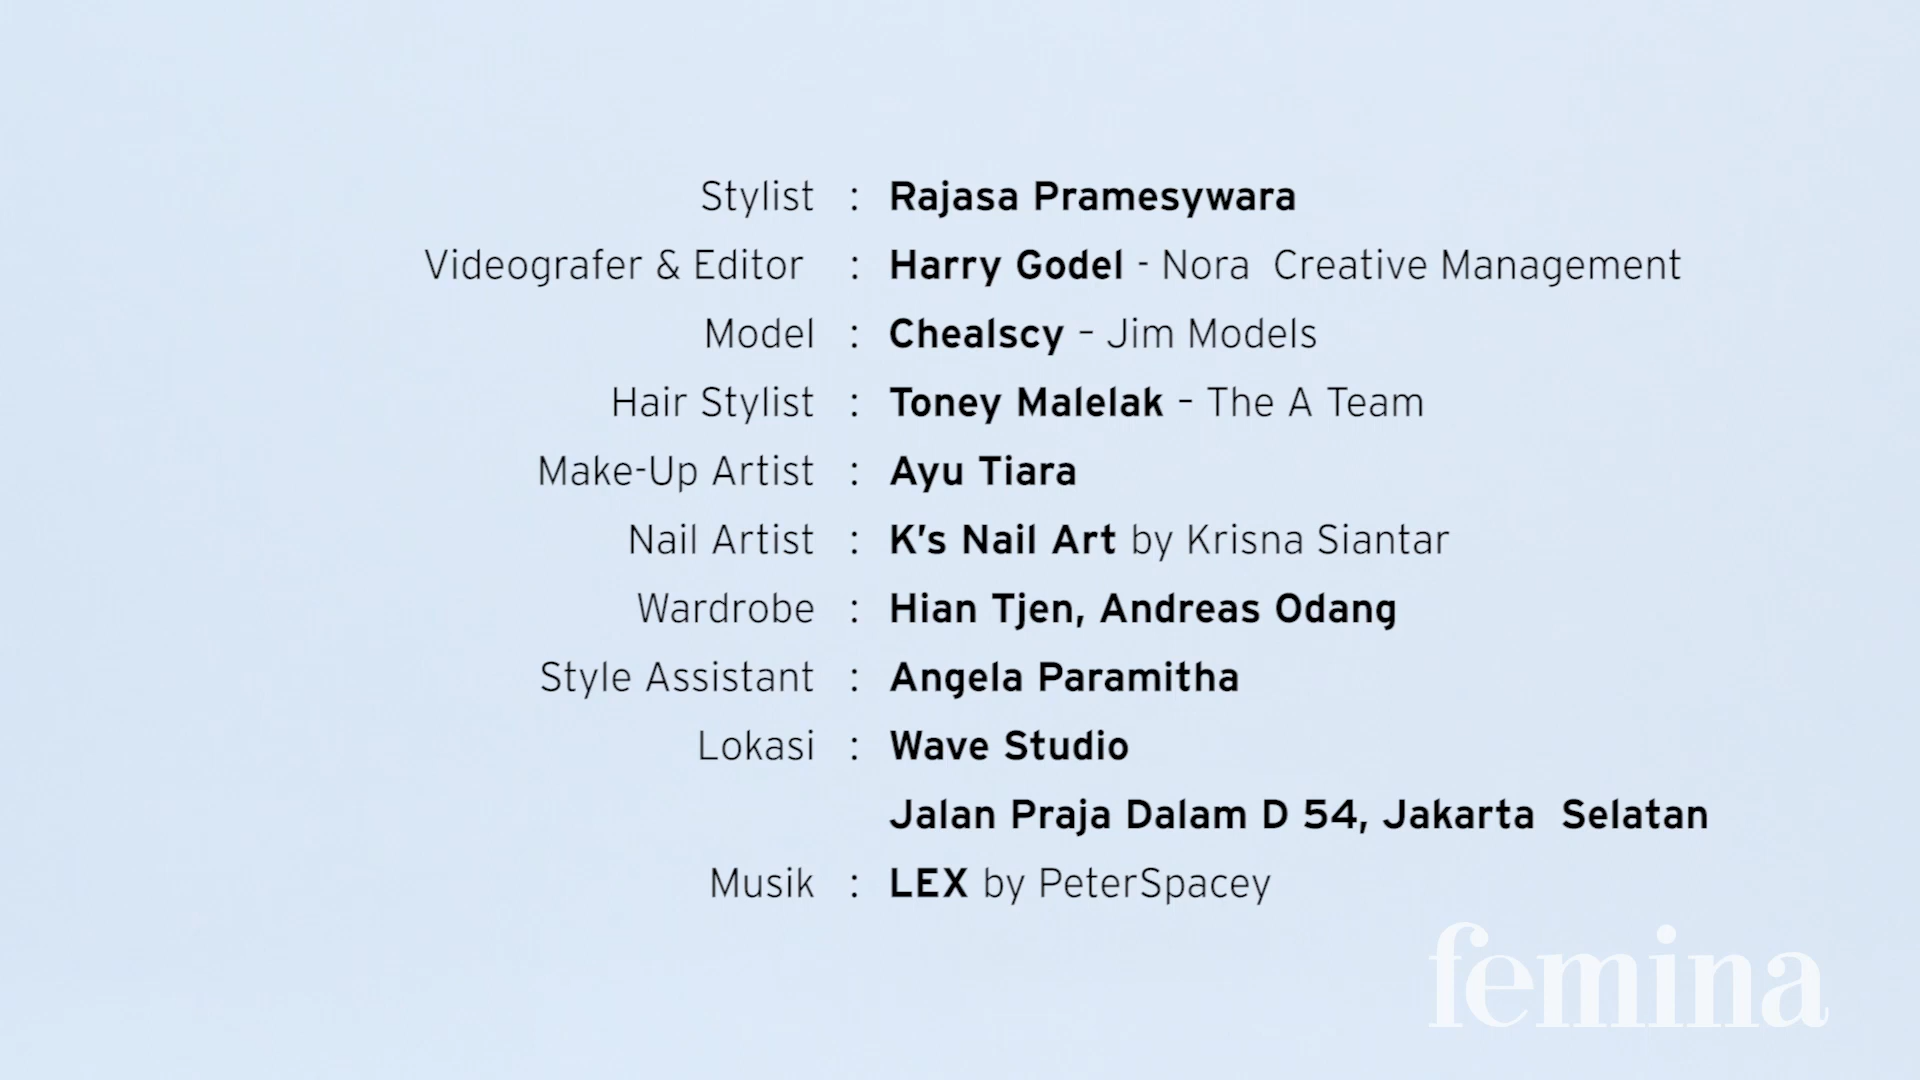 Stylist : Rajasa Pramesywara
Videografer & Editor : Harry Godel - Nora Creative Management
Model : Chealscy – Jim Models
Hair Stylist : Toney Malelak – The A Team
Make-Up Artist : Ayu Tiara
Nail Artist : K’s Nail Art by Krisna Siantar
Wardrobe : Hian Tjen, Andreas Odang
Style Assistant : Angela Paramitha
Lokasi : Wave Studio
Jalan Praja Dalam D 54, Jakarta Selatan
Musik : LEX by PeterSpacey
femina